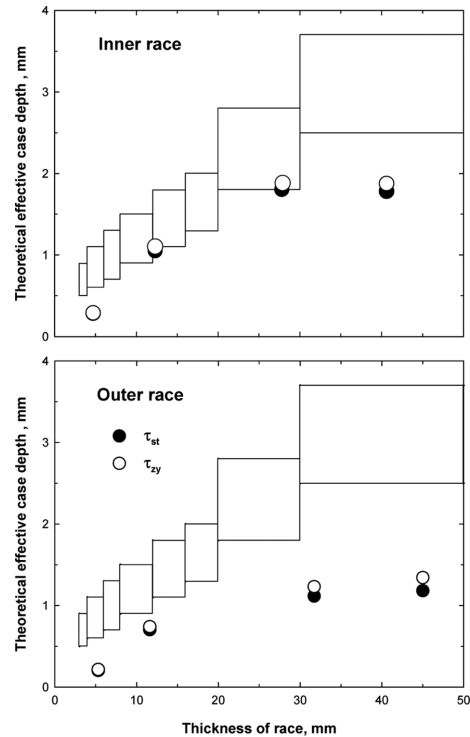 4
Inner race
3
2
1
0
Theoretical effective case depth , mm
4
Outer race
τst
τzy
3
2
1
0
Theoretical effective case depth , mm
0 10 20 30 40 50
Thickness of race, mm